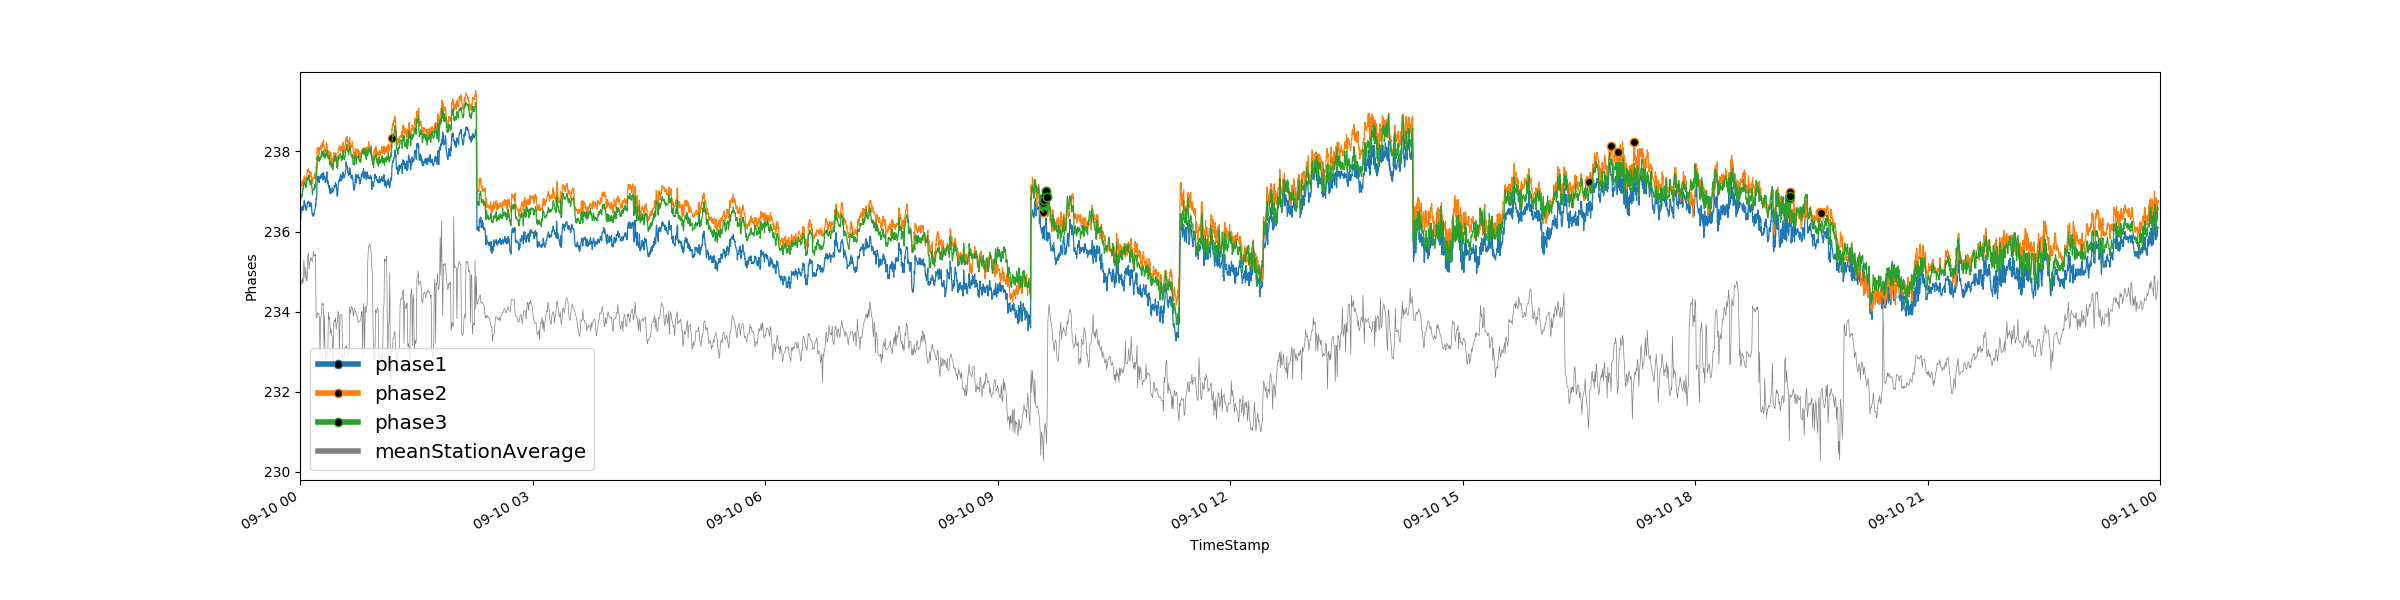 238
236
234
232
230
Phases
phase1
phase2
phase3
meanStationAverage
09-10 00
09-10 03
09-10 06
09-10 09
09-10 12
09-10 15
09-10 18
09-10 21
09-11 00
TimeStamp